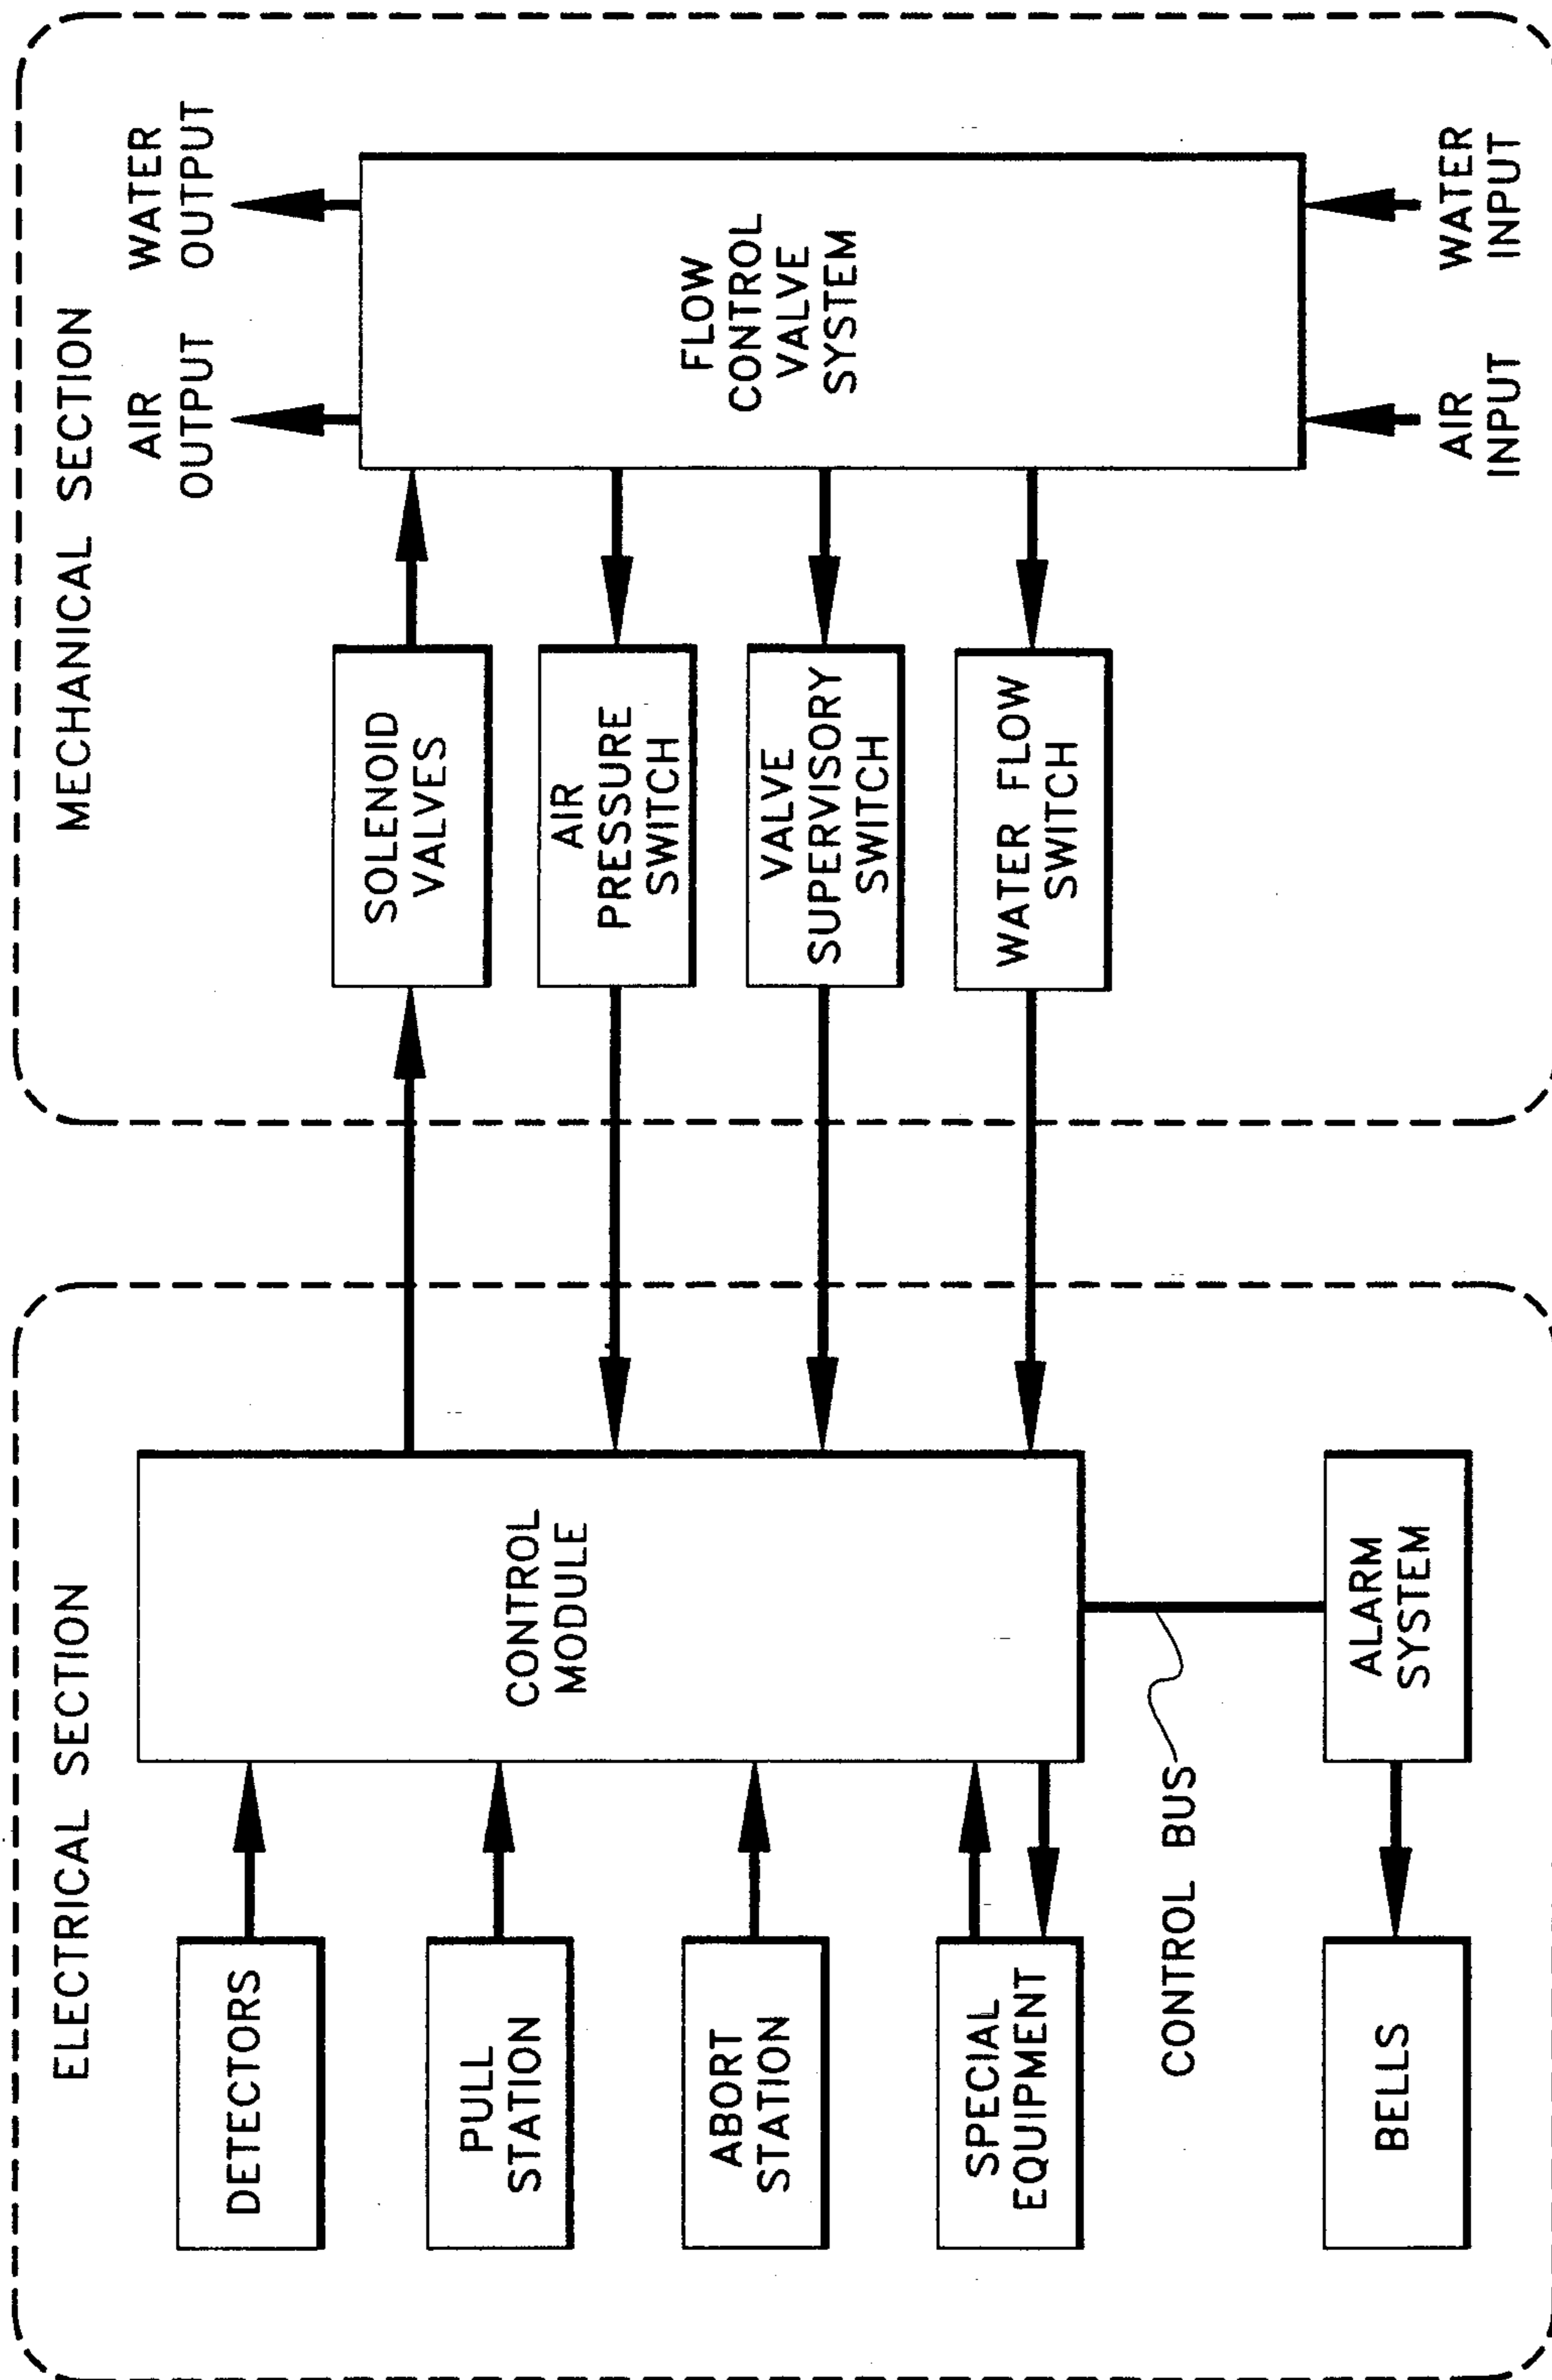 ELECTRICAL SECTION
DETECTORS
PULL
STATION
ABORT
STATION
SPECIAL
EQUIPMENT
CONTROL
MODULE
CONTROL BUS
BELLS
ALARM
SYSTEM
MECHANICAL SECTION
SOLENOID
VALVES
AIR
PRESSURE
SWITCH
VALVE
SUPERVISORY
SWITCH
WATER FLOW
SWITCH
AIR
OUTPUT
WATER
OUTPUT
FLOW
CONTROL
VALVE
SYSTEM
AIR
INPUT
WATER
INPUT